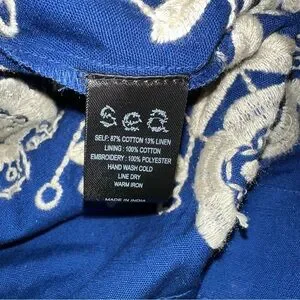 Sea
SELF: 87% COTTON 13% LINEN
LINING : 100% COTTON
EMBROIDERY : 100% POLYESTER
HAND WASH COLD
LINE DRY
WARM IRON
MADE IN INDIA